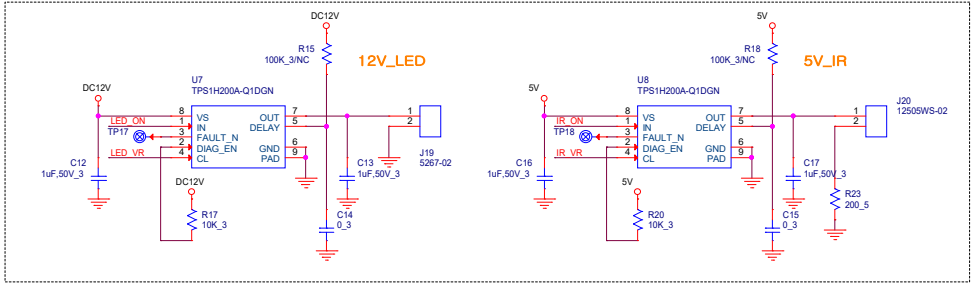 DC12V
R15
100K_3/NC
12V_LED
U7
TPS1H200A-Q1DGN
DC12V
LED_ON
TP17
LED_VR
8
1
3
2
4
VS
IN
FAULT_N
DIAG_EN
CL
OUT
DELAY
GND
PAD
7
5
6
9
1
2
J19
5267-02
C12
1uF,50V_3
C13
1uF,50V_3
DC12V
R17
10K_3
C14
0_3
5V
R18
100K_3/NC
5V_IR
U8
TPS1H200A-Q1DGN
5V
IR_ON
TP18
IR_VR
8
1
3
2
4
VS
IN
FAULT_N
DIAG_EN
CL
OUT
DELAY
GND
PAD
7
5
6
9
J20
12505WS-02
1
2
C16
1uF,50V_3
C17
1uF,50V_3
R23
200_5
5V
R20
10K_3
C15
0_3